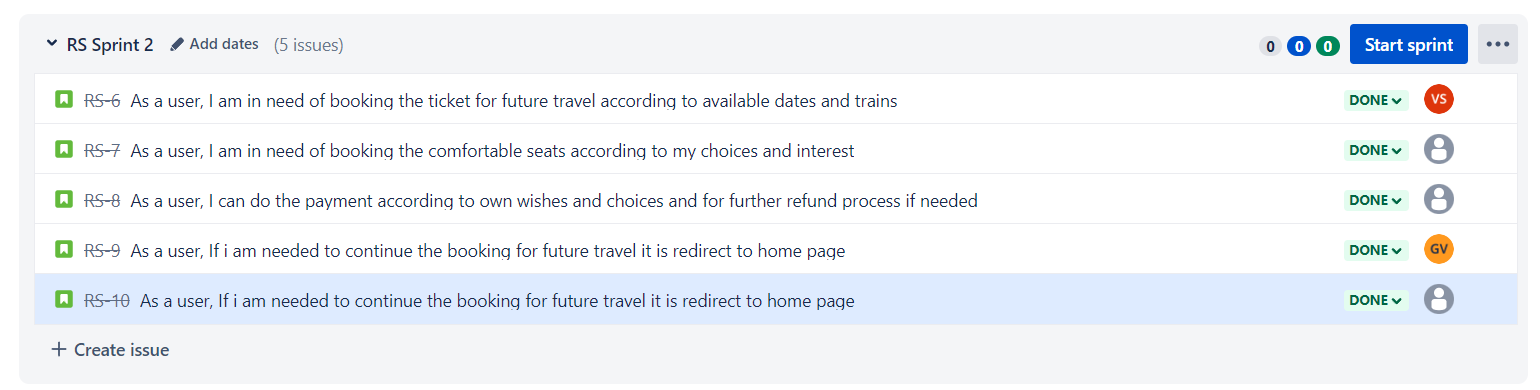 RS Sprint 2 Add dates (5 issues) 0 0 0 Start sprint
RS-6 As a user, I am in need of booking the ticket for future travel according to available dates and trains DONE VS
RS-7 As a user, I am in need of booking the comfortable seats according to my choices and interest DONE
RS-8 As a user, I can do the payment according to own wishes and choices and for further refund process if needed DONE
RS-9 As a user, If i am needed to continue the booking for future travel it is redirect to home page DONE GV
RS-10 As a user, If i am needed to continue the booking for future travel it is redirect to home page DONE
Create issue